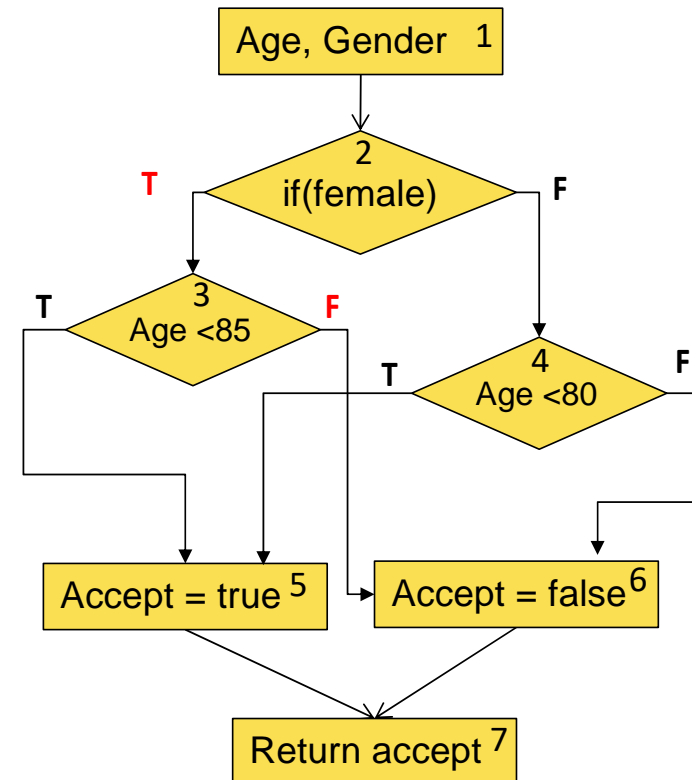 Age, Gender 1
2
if(female)
T
F
3
Age <85
T
F
4
Age <80
T
F
Accept = true 5
Accept = false 6
Return accept 7